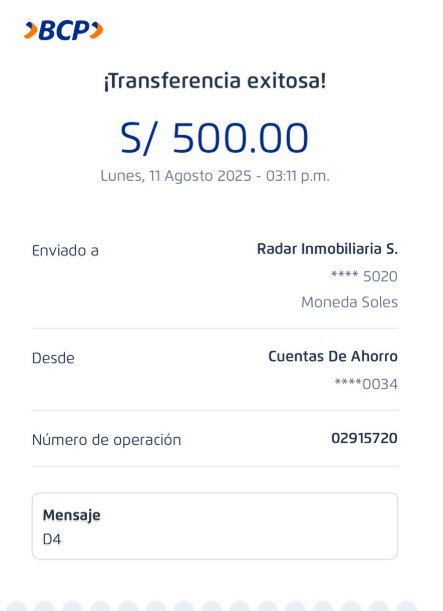 BCP
¡Transferencia exitosa!
S/ 500.00
Lunes, 11 Agosto 2025 - 03:11 p.m.
Enviado a
Radar Inmobiliaria S.
**** 5020
Moneda Soles
Desde
Cuentas De Ahorro
****0034
Número de operación
02915720
Mensaje
D4